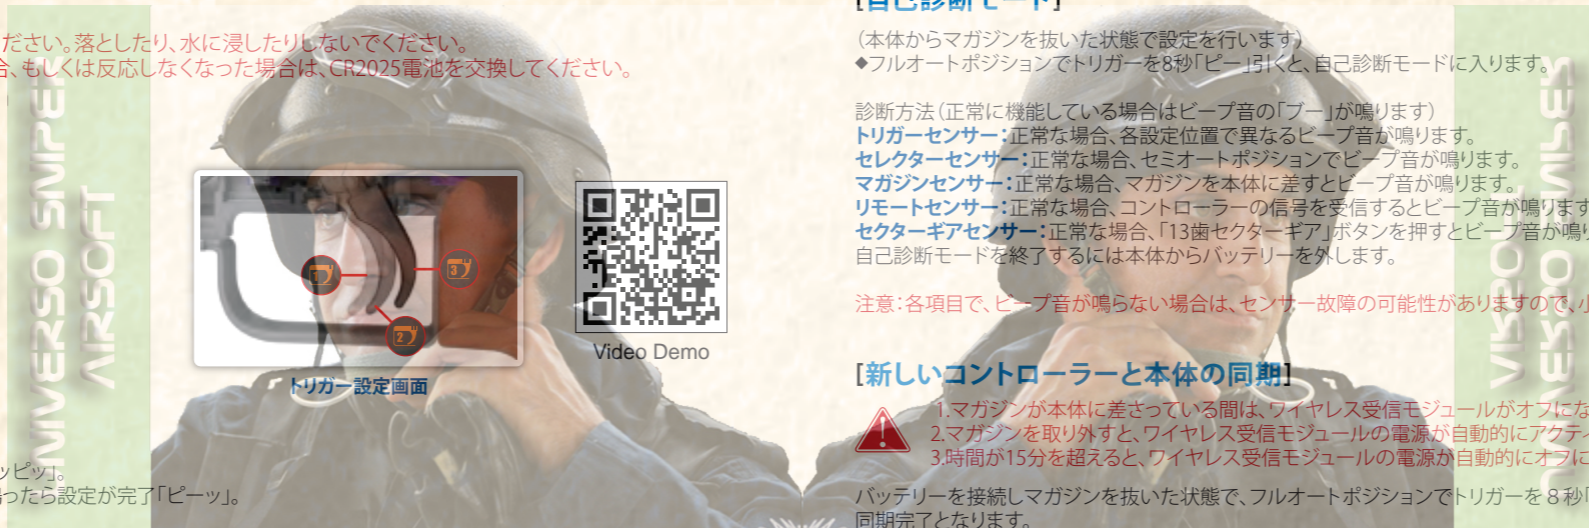 ださい。落としたり、水に浸したりしないでください。
合、もしくは反応しなくなった場合は、CR2025電池を交換してください。
UNIVERSO SNIPER
AIRSOFT
1
3
2
トリガー設定画面
Video Demo
ッピッ」。
ったら設定が完了「ピーッ」。
[自己診断モード]
(本体からマガジンを抜いた状態で設定を行います)
◆フルオートポジションでトリガーを8秒「ピー」引くと、自己診断モードに入ります。
診断方法(正常に機能している場合はビープ音の「ブー」が鳴ります)
トリガーセンサー:正常な場合、各設定位置で異なるビープ音が鳴ります。
セレクターセンサー:正常な場合、セミオートポジションでビープ音が鳴ります。
マガジンセンサー:正常な場合、マガジンを本体に差すとビープ音が鳴ります。
リモートセンサー:正常な場合、コントローラーの信号を受信するとビープ音が鳴ります
セクターギアセンサー:正常な場合、「13歯セクターギア」ボタンを押すとビープ音が鳴り
自己診断モードを終了するには本体からバッテリーを外します。
注意:各項目で、ビープ音が鳴らない場合は、センサー故障の可能性がありますので、
[新しいコントローラーと本体の同期]
1.マガジンが本体に差さっている間は、ワイヤレス受信モジュールがオフにな
2.マガジンを取り外すと、ワイヤレス受信モジュールの電源が自動的にアクティ
3.時間が15分を超えると、ワイヤレス受信モジュールの電源が自動的にオフに
バッテリーを接続しマガジンを抜いた状態で、フルオートポジションでトリガーを8秒「
同期完了となります。